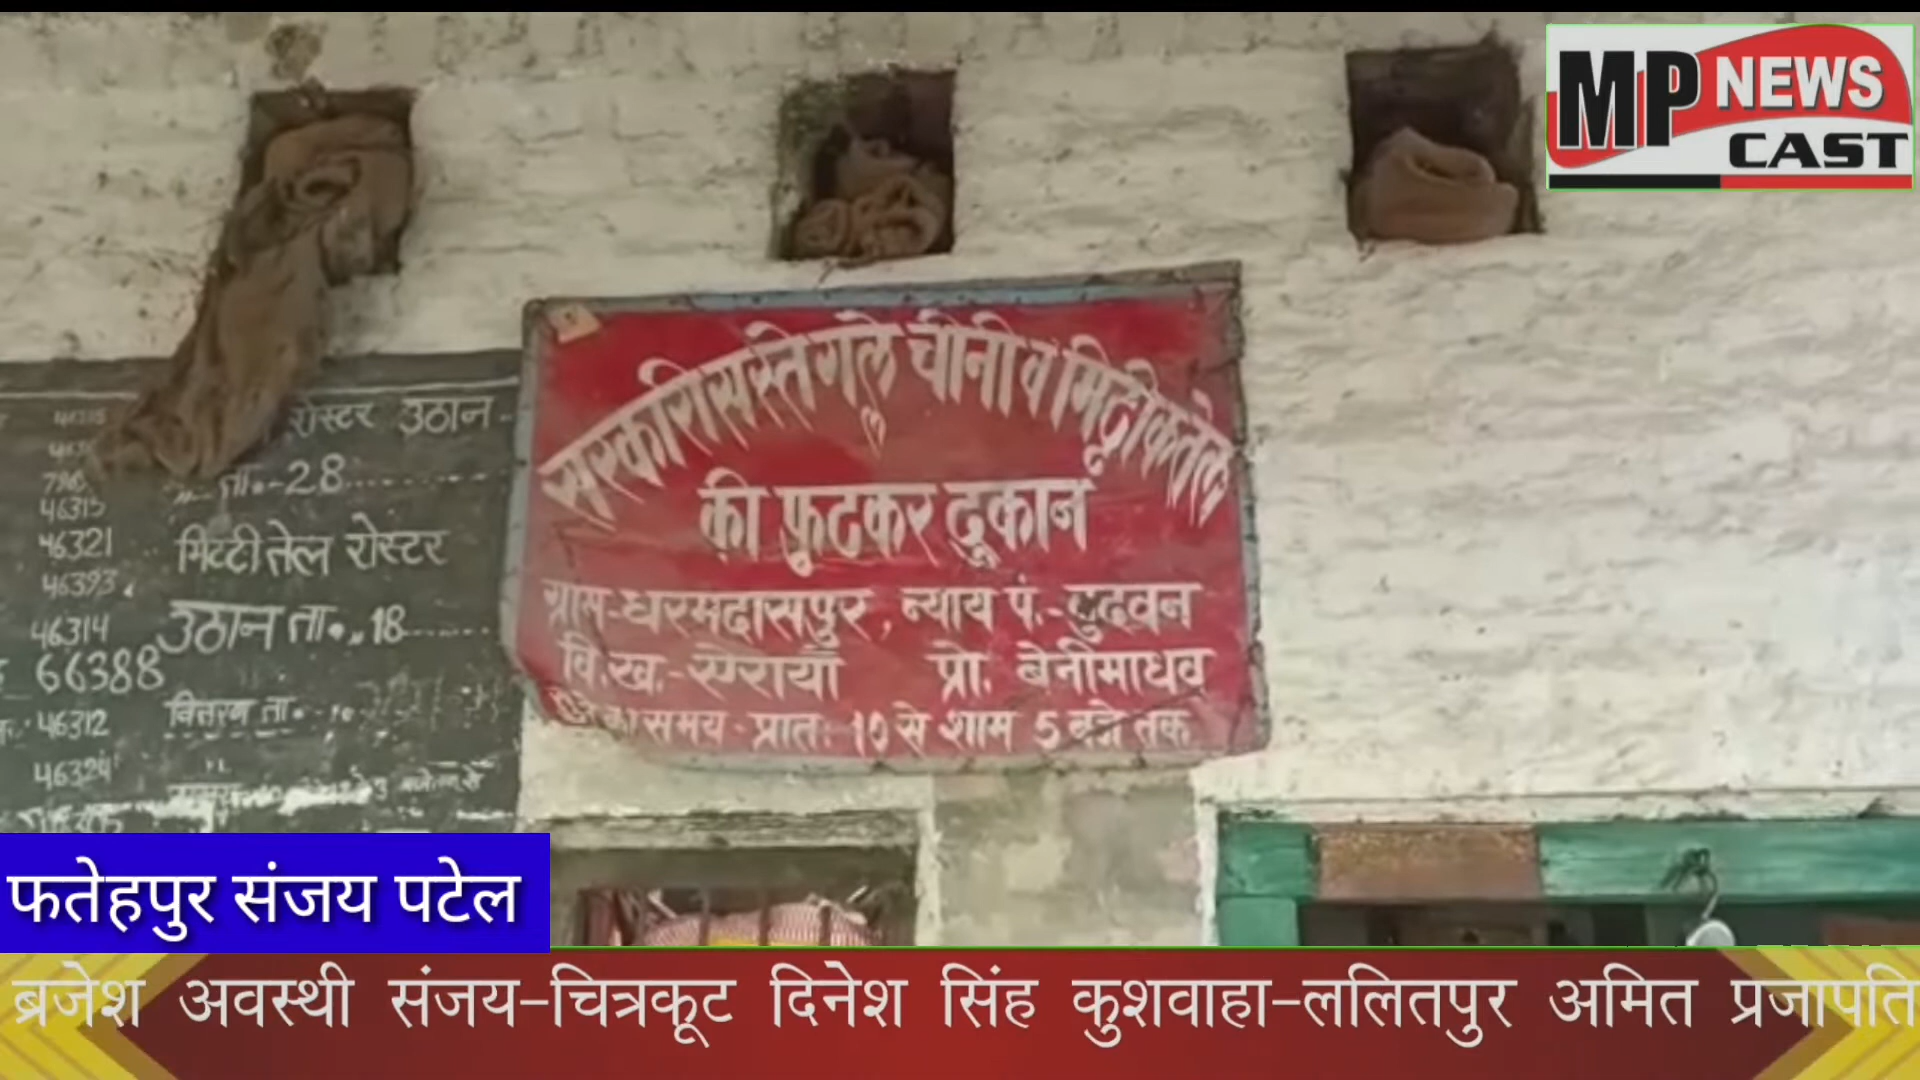 MP NEWS
CAST
सरकारी सस्ते गल्ले चीनी व मिट्टी के तेल
की फुटकर दुकान
ग्राम-धरमदासपुर, न्याय पं.-बुदवन
वि.ख.-ऐरायाँ प्रो. बेनीमाधव
का समय - प्रातः 10 से शाम 5 बजे तक
रोस्टर उठान -
ता.-28
मिट्टी तेल रोस्टर
उठान ता. 18
वितरण ता.
46315
46321
46393
46314
66388
46312
46324
फतेहपुर संजय पटेल
ब्रजेश अवस्थी संजय-चित्रकूट दिनेश सिंह कुशवाहा-ललितपुर अमित प्रजापति